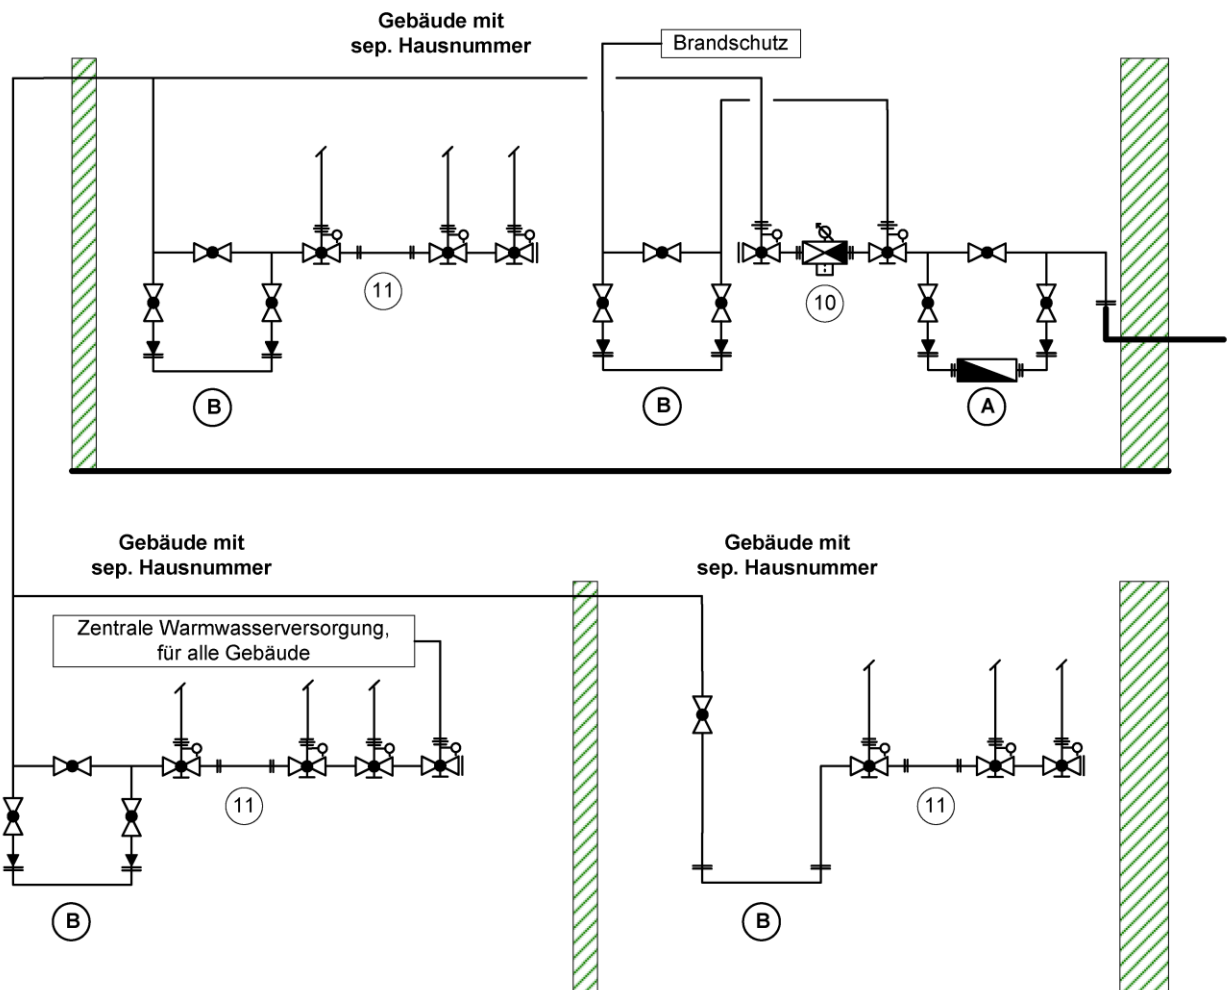 Gebäude mit
sep. Hausnummer
Brandschutz
11
10
B
B
A
Gebäude mit
sep. Hausnummer
Gebäude mit
sep. Hausnummer
Zentrale Warmwasserversorgung,
für alle Gebäude
11
11
B
B